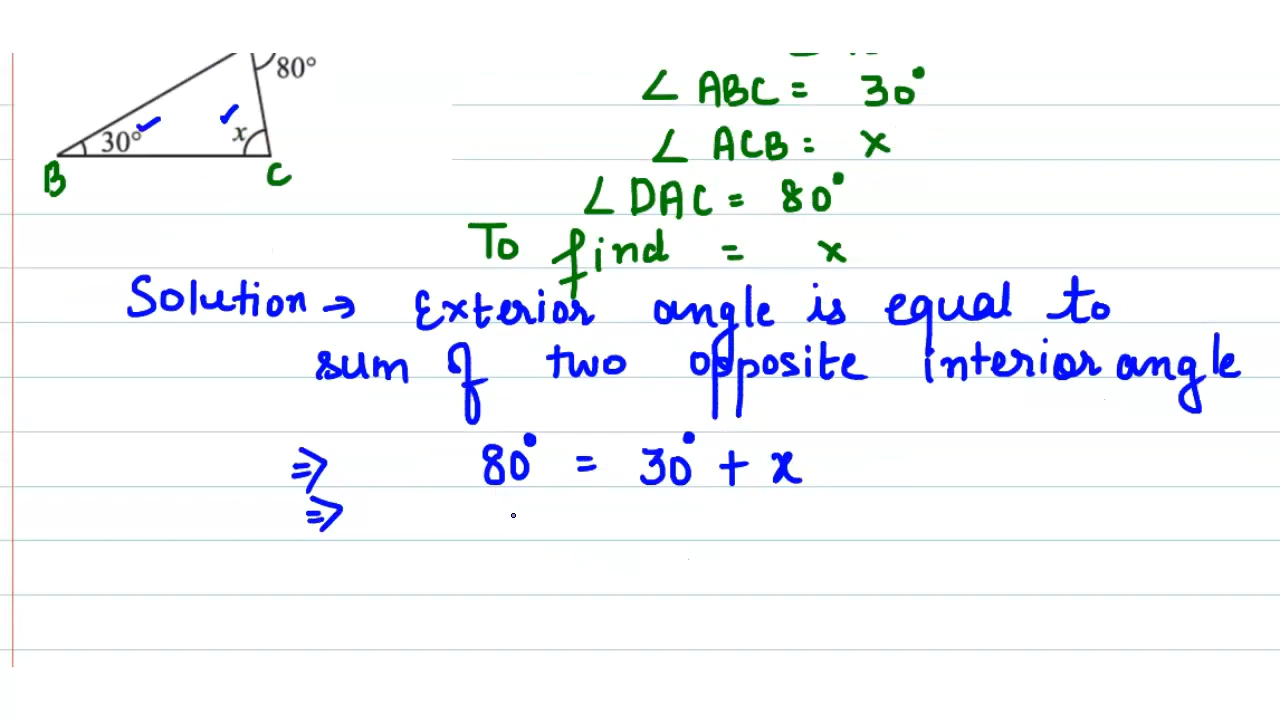 80°
∠ ABC = 30°
30°
x
∠ ACB = x
B
C
∠ DAC = 80°
To find = x
Solution → Exterior angle is equal to
sum of two opposite interior angle
⇒ 80° = 30° + x
⇒